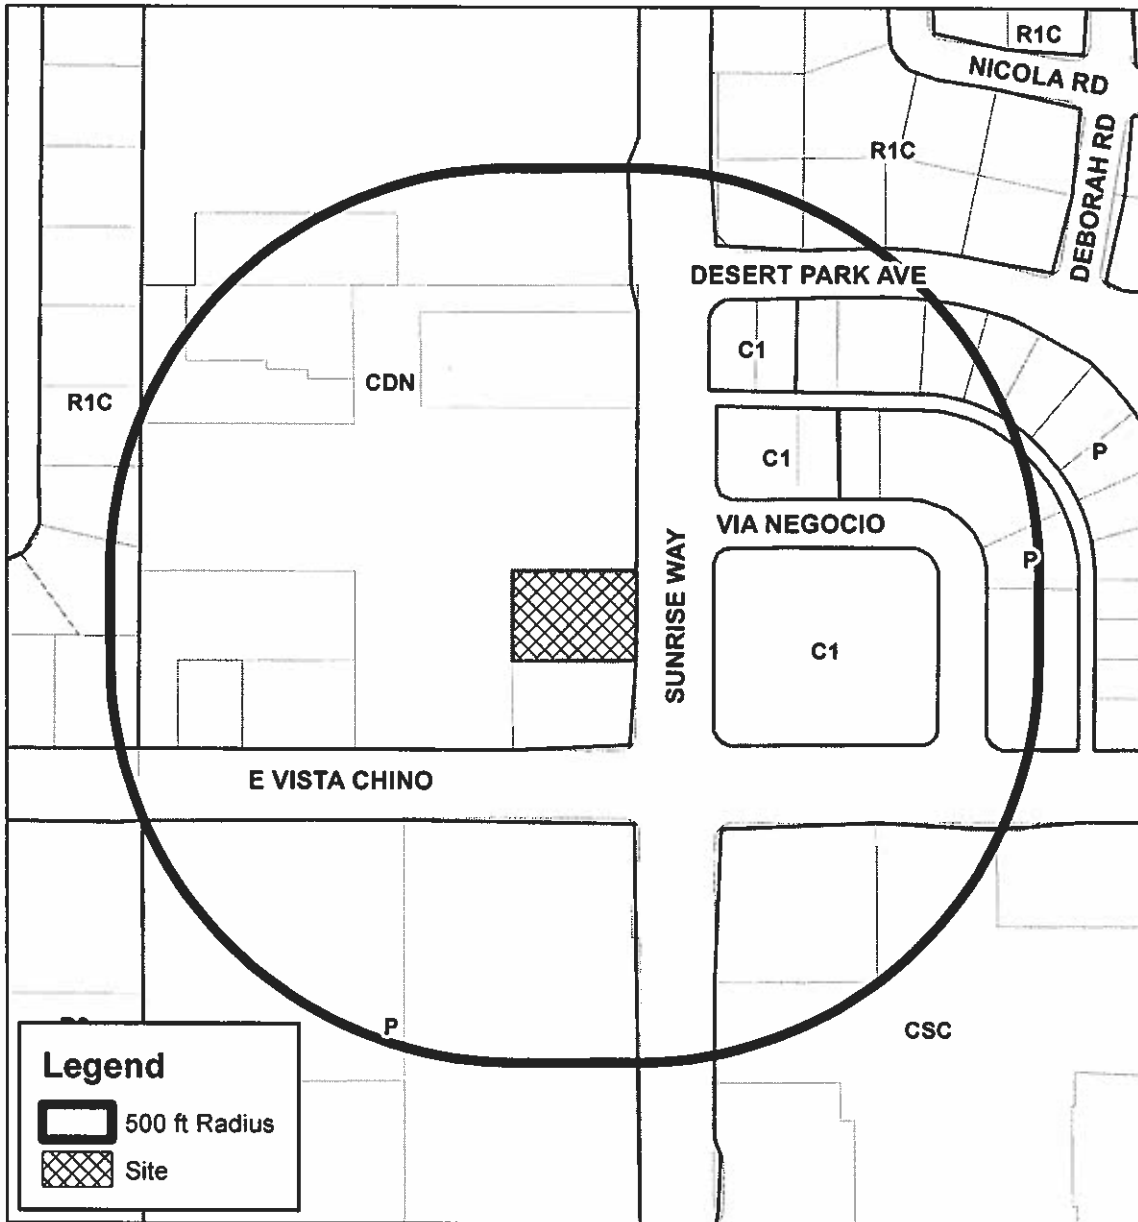 R1C
NICOLA RD
R1C
DEBORAH RD
DESERT PARK AVE
C1
CDN
R1C
C1
P
VIA NEGOCIO
P
SUNRISE WAY
C1
E VISTA CHINO
P
CSC
Legend
500 ft Radius
Site